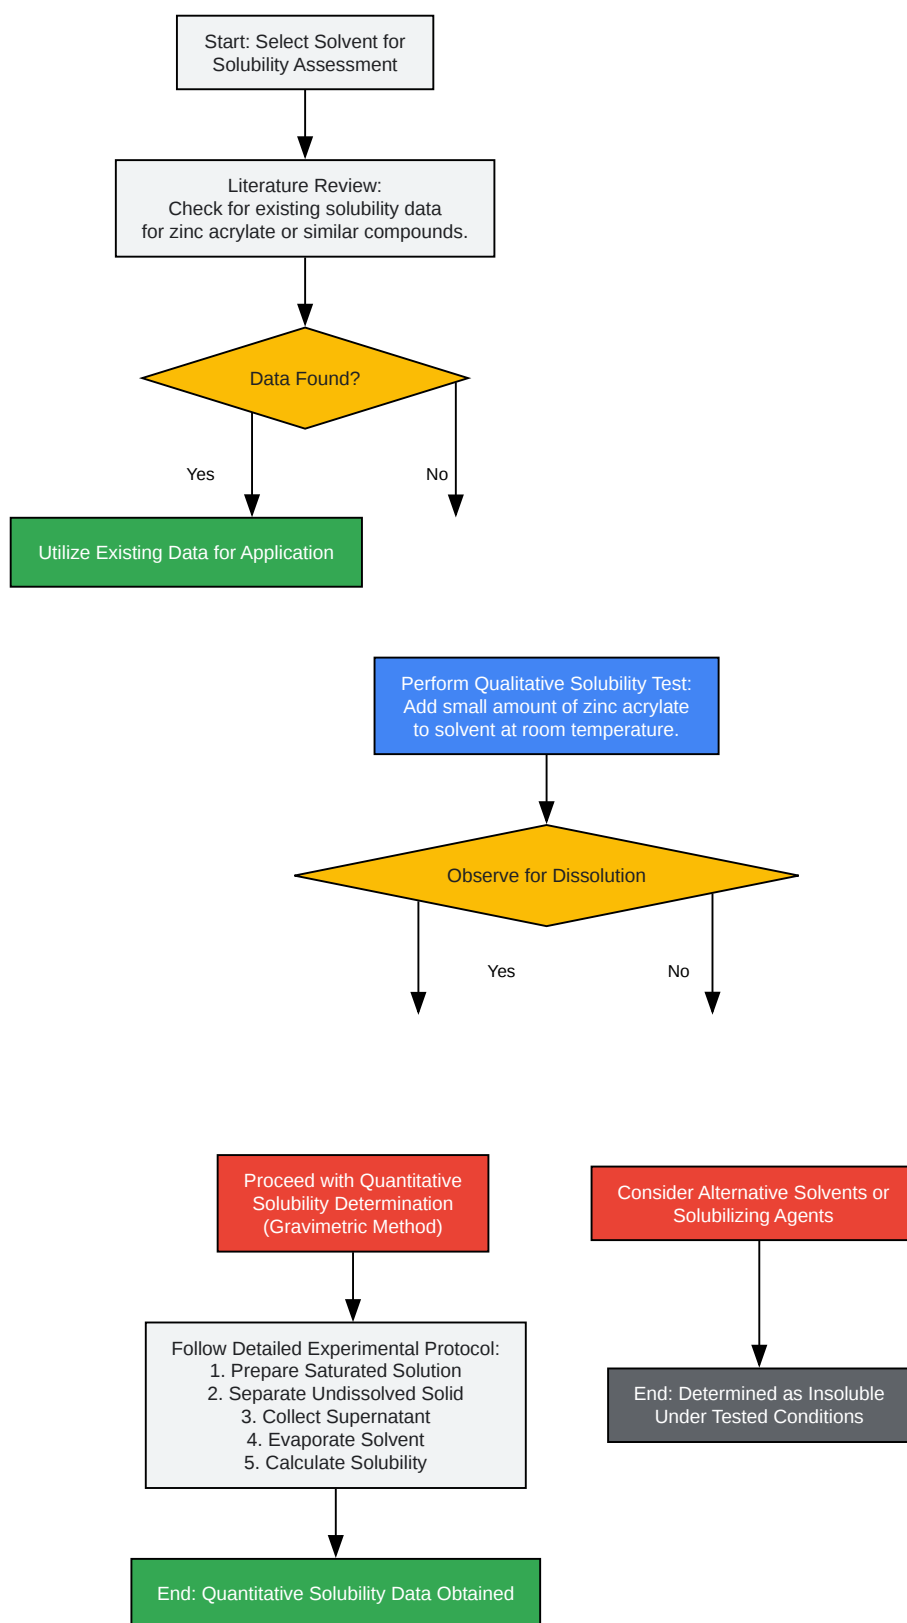 Start: Select Solvent for
Solubility Assessment
Literature Review:
Check for existing solubility data
for zinc acrylate or similar compounds.
Data Found?
Yes
No
Utilize Existing Data for Application
Perform Qualitative Solubility Test:
Add small amount of zinc acrylate
to solvent at room temperature.
Observe for Dissolution
Yes
No
Proceed with Quantitative
Solubility Determination
(Gravimetric Method)
Consider Alternative Solvents or
Solubilizing Agents
Follow Detailed Experimental Protocol:
1. Prepare Saturated Solution
2. Separate Undissolved Solid
3. Collect Supernatant
4. Evaporate Solvent
5. Calculate Solubility
End: Determined as Insoluble
Under Tested Conditions
End: Quantitative Solubility Data Obtained